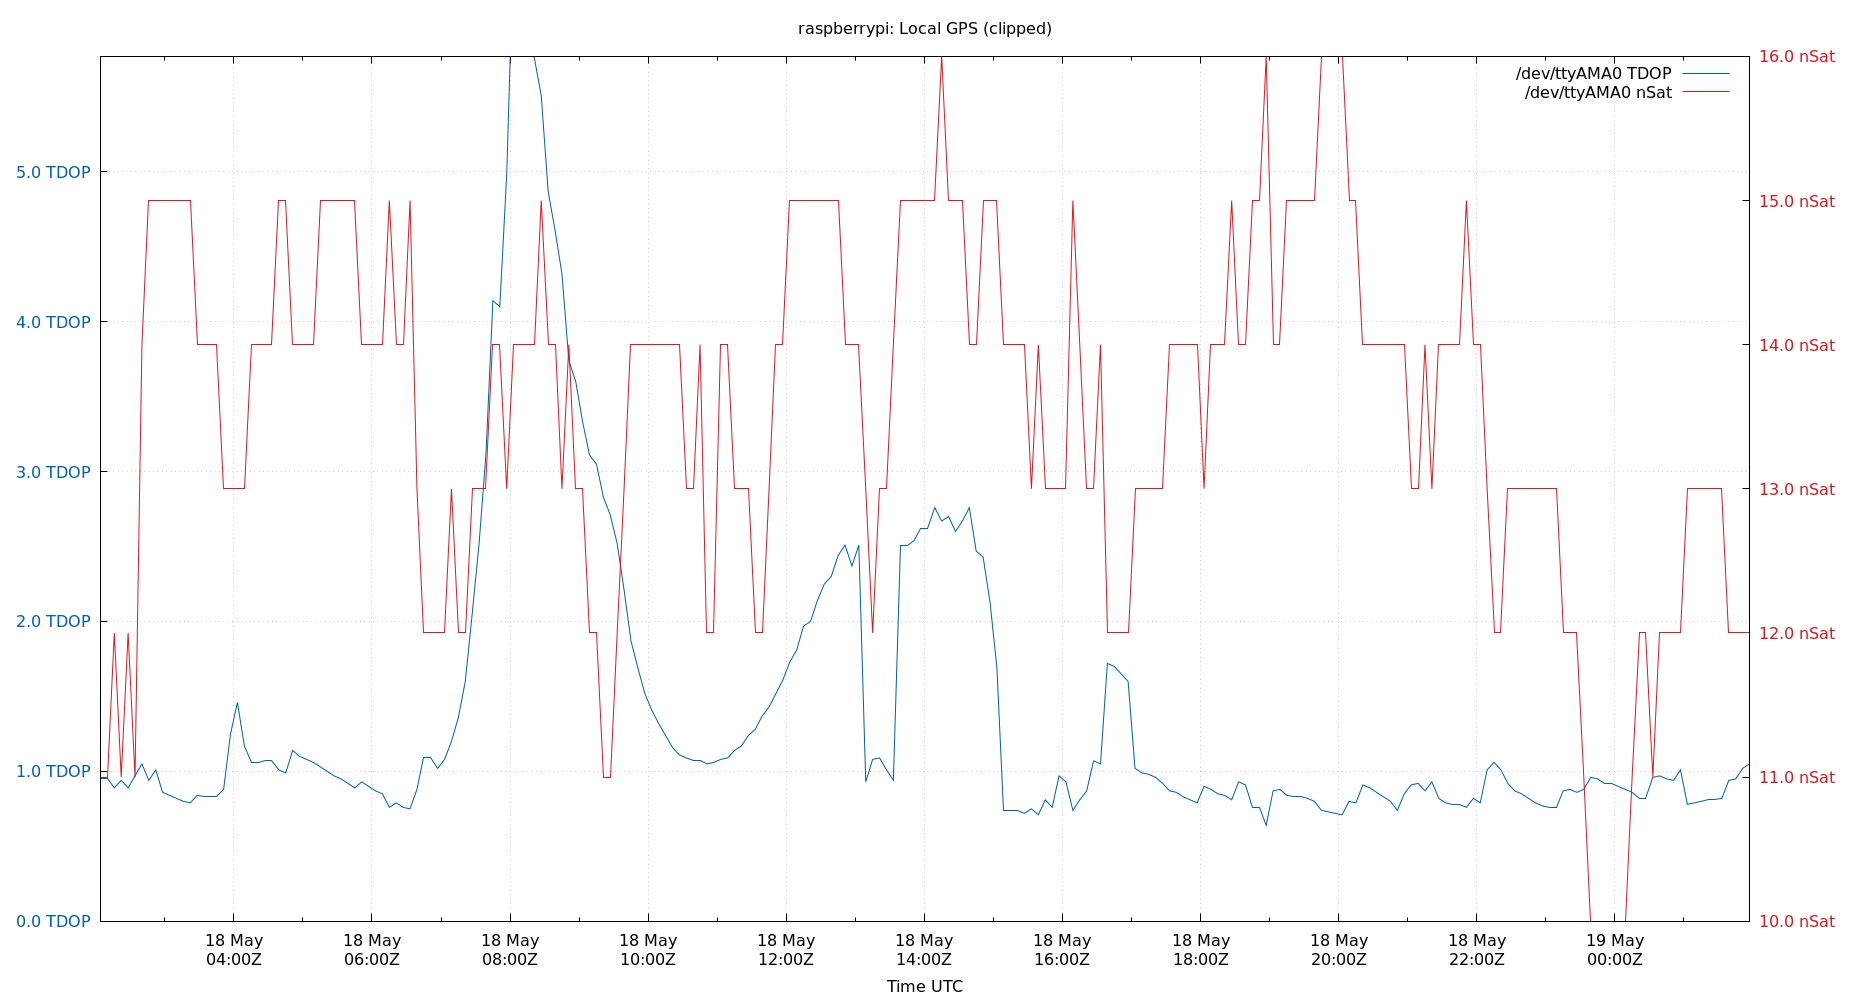 raspberrypi: Local GPS (clipped)
/dev/ttyAMA0 TDOP
/dev/ttyAMA0 nSat
5.0 TDOP
4.0 TDOP
3.0 TDOP
2.0 TDOP
1.0 TDOP
0.0 TDOP
16.0 nSat
15.0 nSat
14.0 nSat
13.0 nSat
12.0 nSat
11.0 nSat
10.0 nSat
18 May
04:00Z
18 May
06:00Z
18 May
08:00Z
18 May
10:00Z
18 May
12:00Z
18 May
14:00Z
18 May
16:00Z
18 May
18:00Z
18 May
20:00Z
18 May
22:00Z
19 May
00:00Z
Time UTC